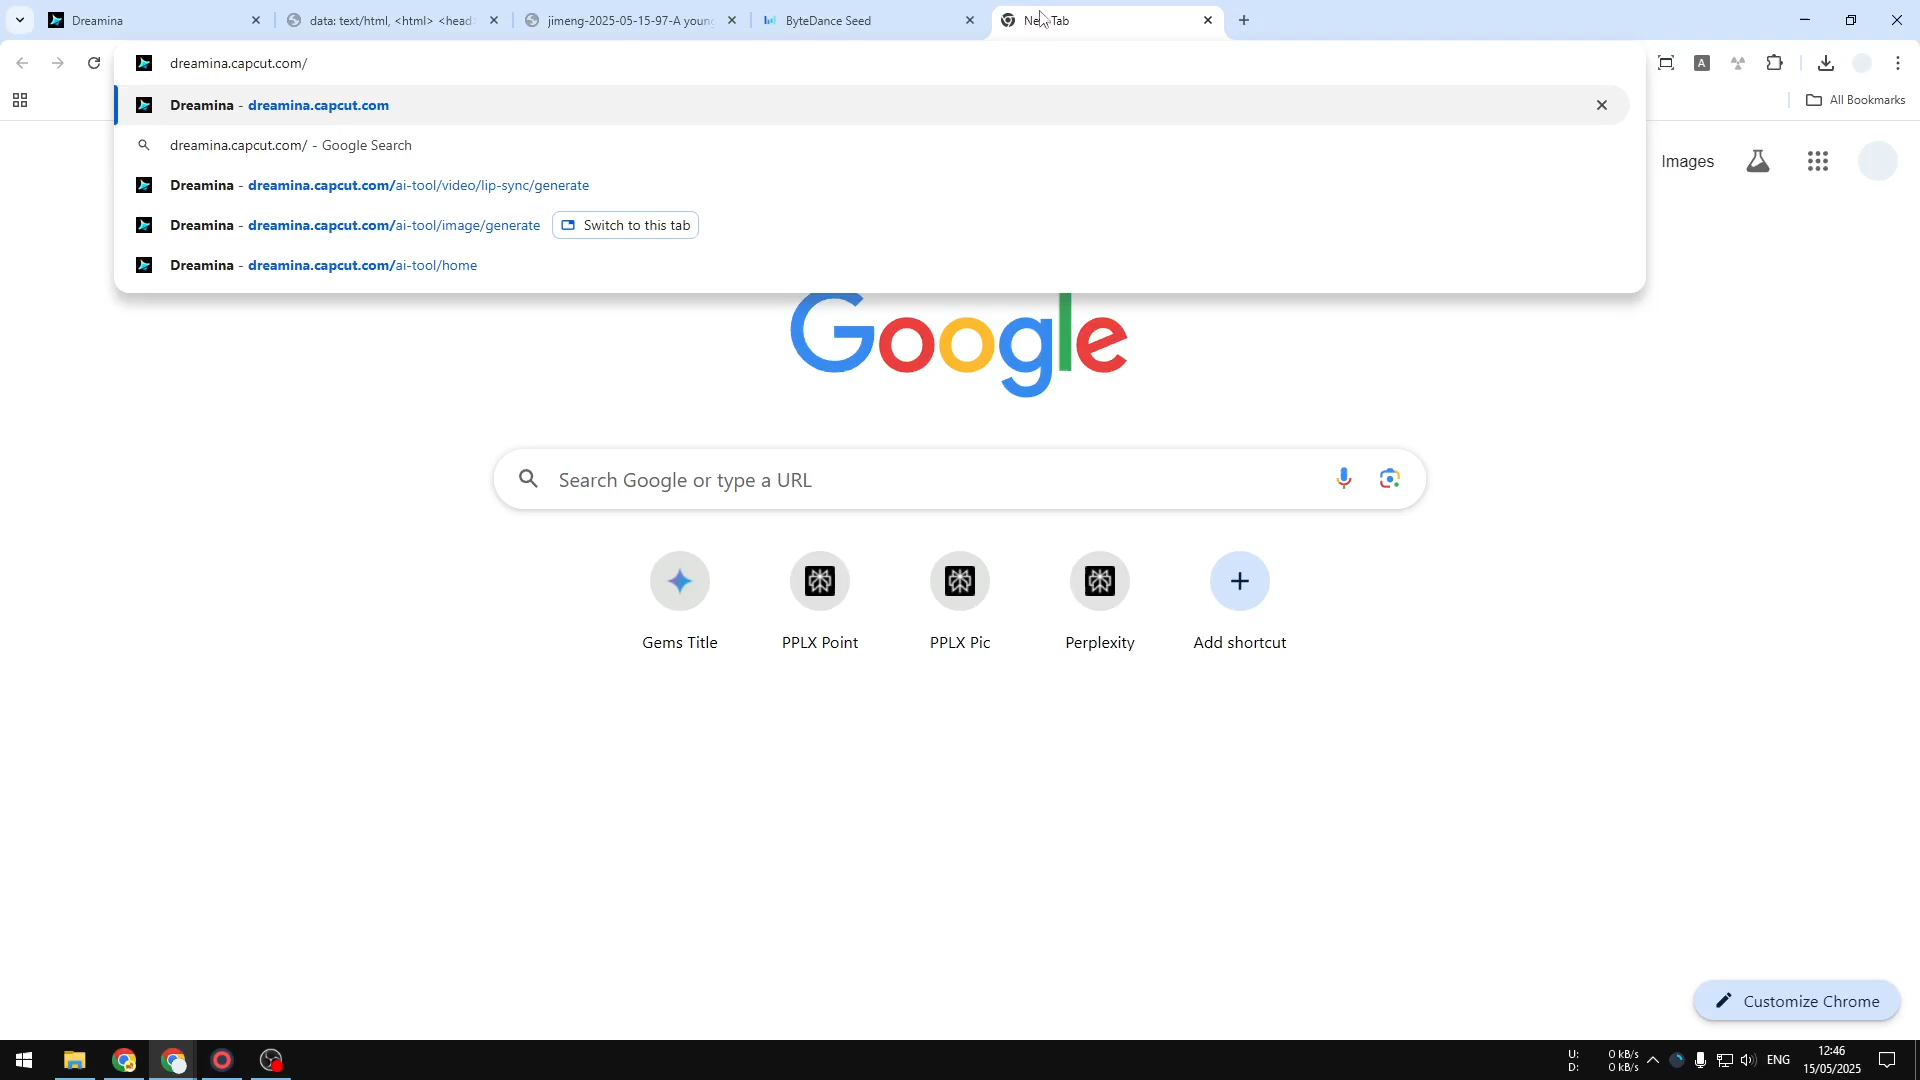 Dreamina
data: text/html, <html> <head
jimeng-2025-05-15-97-A young
ByteDance Seed
dreamina.capcut.com/
A
Dreamina - dreamina.capcut.com
All Bookmarks
dreamina.capcut.com/ - Google Search
Images
Dreamina - dreamina.capcut.com/ai-tool/video/lip-sync/generate
Dreamina - dreamina.capcut.com/ai-tool/image/generate Switch to this tab
Dreamina - dreamina.capcut.com/ai-tool/home
Google
Search Google or type a URL
Gems Title
PPLX Point
PPLX Pic
Perplexity
Add shortcut
Customize Chrome
U: 0 kB/s
D: 0 kB/s
ENG
12:46
15/05/2025